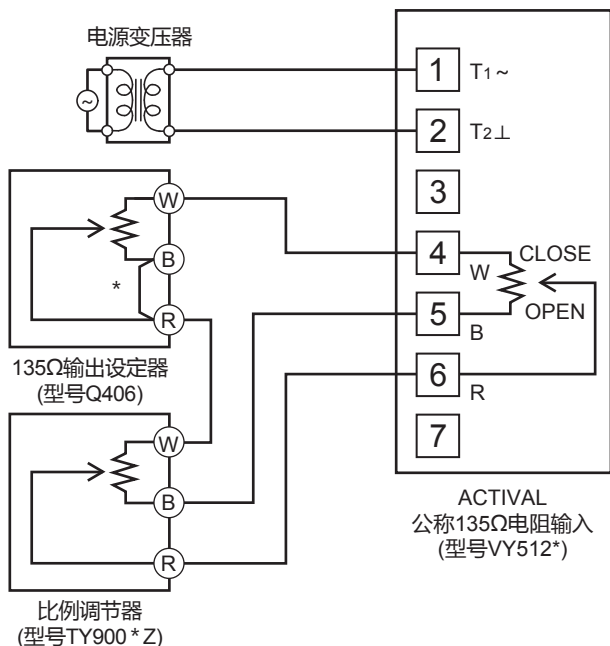 电源变压器
~
1 T1~
2 T2⊥
3
4 W CLOSE
5 B OPEN
6 R
7
W
B
*
R
135Ω输出设定器
(型号Q406)
W
B
R
比例调节器
(型号TY900*Z)
ACTIVAL
公称135Ω电阻输入
(型号VY512*)